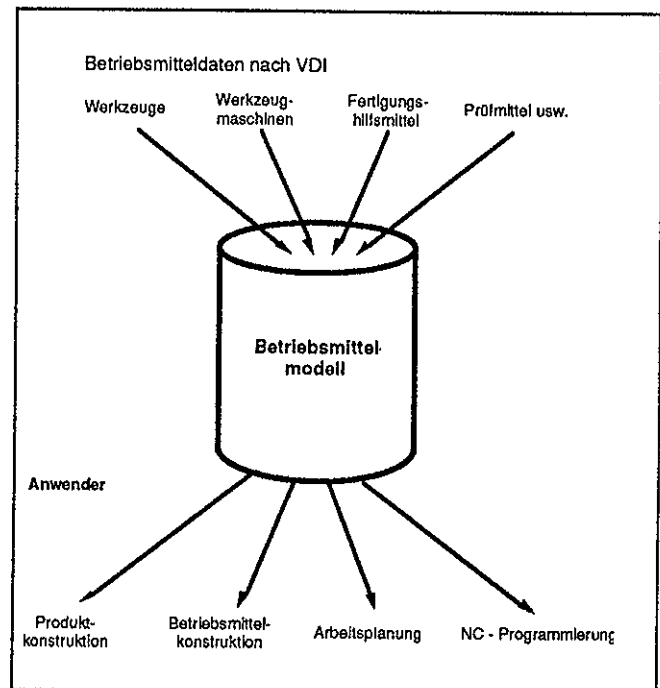 Betriebsmitteldaten nach VDI
Werkzeuge
Werkzeug-
maschinen
Fertigungs-
hilfsmittel
Prüfmittel usw.
Betriebsmittel-
modell
Anwender
Produkt-
konstruktion
Betriebsmittel-
konstruktion
Arbeitsplanung
NC - Programmierung